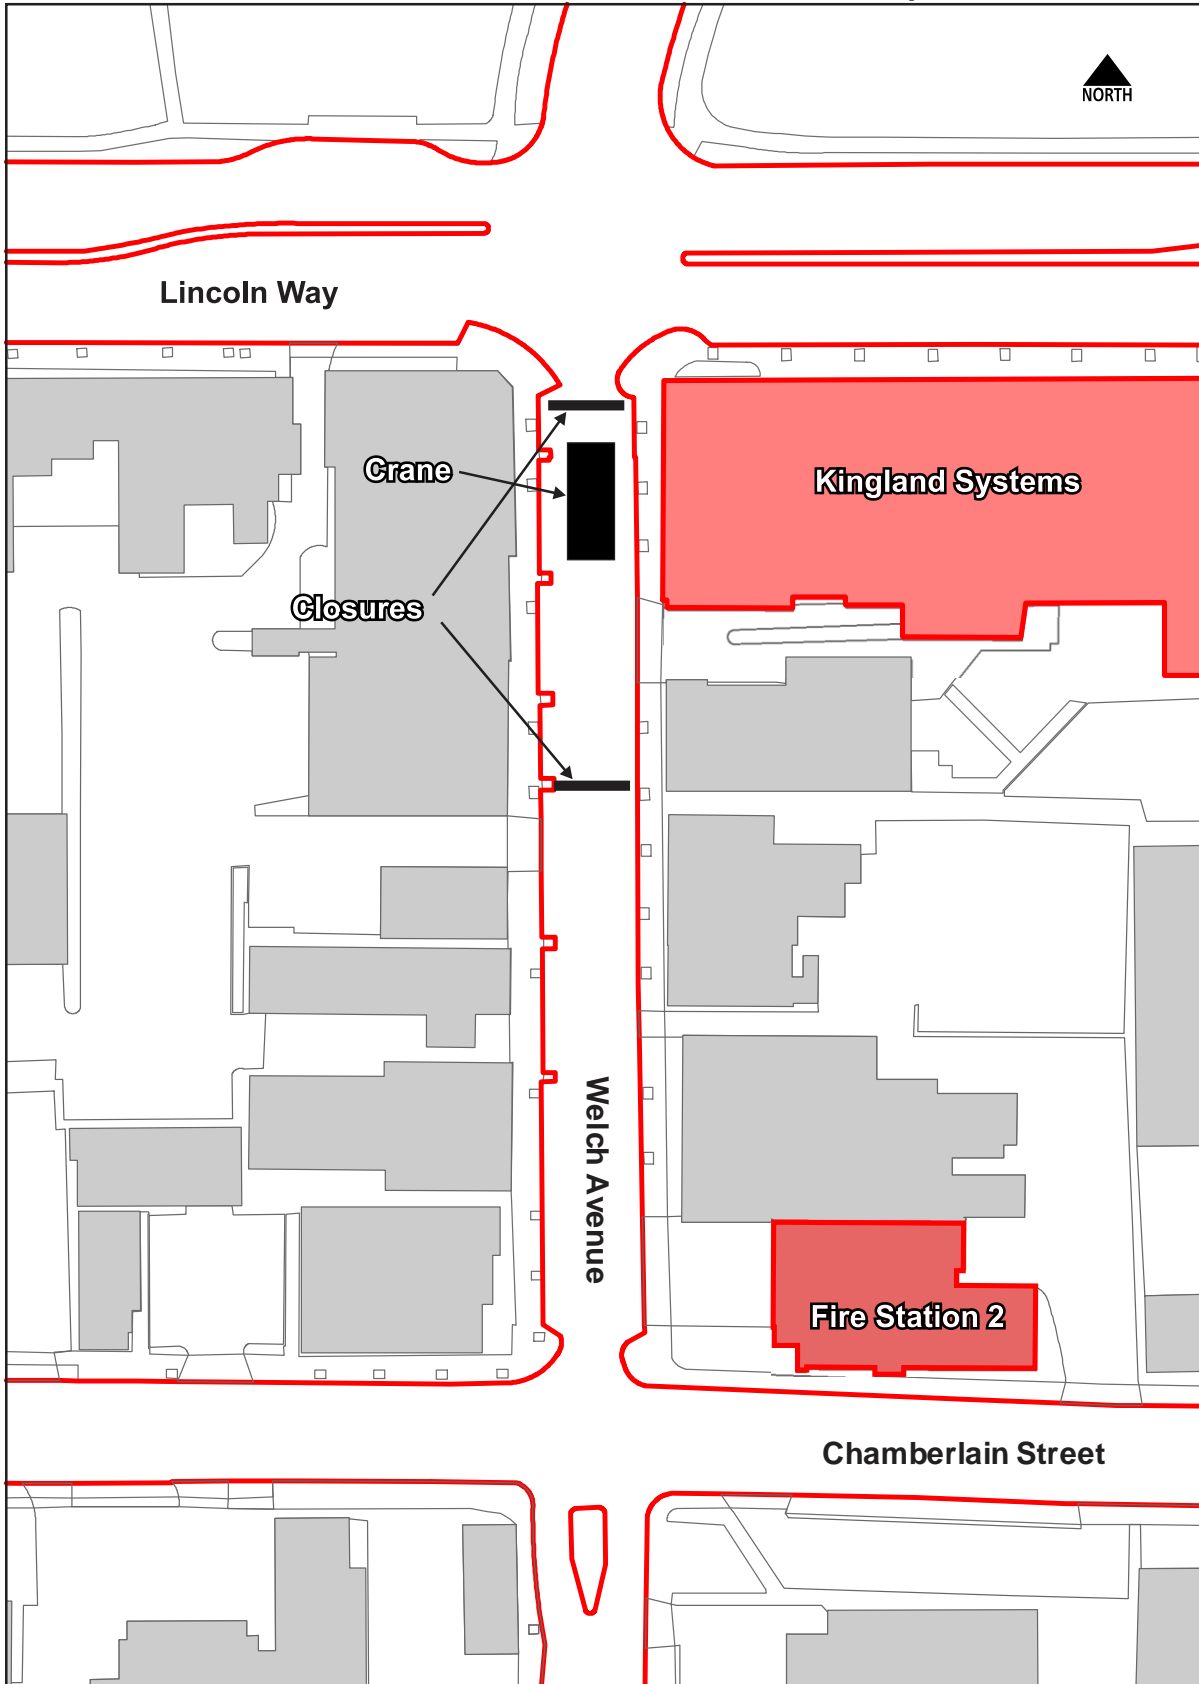 NORTH
Lincoln Way
Crane
Kingland Systems
Closures
Welch Avenue
Fire Station 2
Chamberlain Street